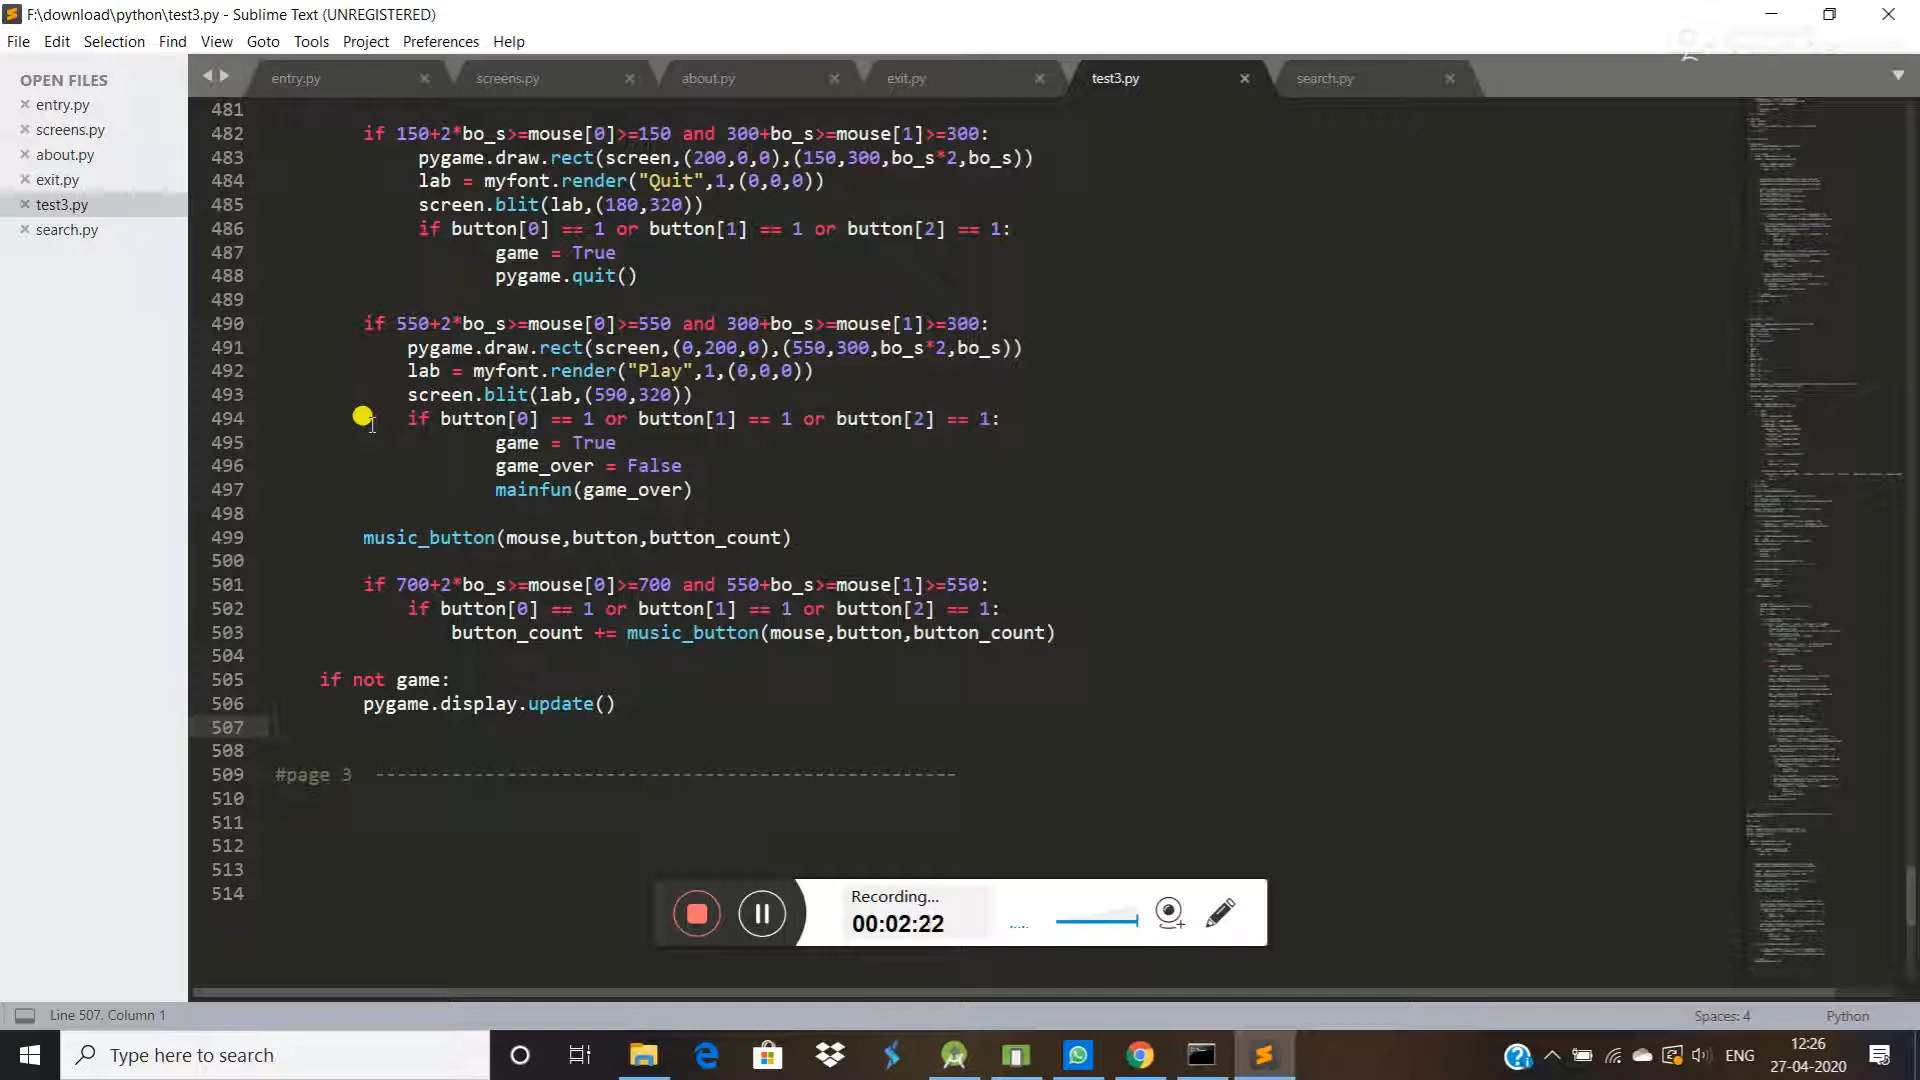 F:\download\python\test3.py - Sublime Text (UNREGISTERED)
File Edit Selection Find View Goto Tools Project Preferences Help
OPEN FILES
entry.py
screens.py
about.py
exit.py
test3.py
search.py
entry.py screens.py about.py exit.py test3.py search.py
481
482 if 150+2*bo_s>=mouse[0]>=150 and 300+bo_s>=mouse[1]>=300:
483 pygame.draw.rect(screen,(200,0,0),(150,300,bo_s*2,bo_s))
484 lab = myfont.render("Quit",1,(0,0,0))
485 screen.blit(lab,(180,320))
486 if button[0] == 1 or button[1] == 1 or button[2] == 1:
487 game = True
488 pygame.quit()
489
490 if 550+2*bo_s>=mouse[0]>=550 and 300+bo_s>=mouse[1]>=300:
491 pygame.draw.rect(screen,(0,200,0),(550,300,bo_s*2,bo_s))
492 lab = myfont.render("Play",1,(0,0,0))
493 screen.blit(lab,(590,320))
494 if button[0] == 1 or button[1] == 1 or button[2] == 1:
495 game = True
496 game_over = False
497 mainfun(game_over)
498
499 music_button(mouse,button,button_count)
500
501 if 700+2*bo_s>=mouse[0]>=700 and 550+bo_s>=mouse[1]>=550:
502 if button[0] == 1 or button[1] == 1 or button[2] == 1:
503 button_count += music_button(mouse,button,button_count)
504
505 if not game:
506 pygame.display.update()
507
508
509 #page 3 -----------------------------------------------------
510
511
512
513
514
Recording...
00:02:22
Line 507, Column 1
Spaces: 4 Python
Type here to search
ENG
12:26
27-04-2020